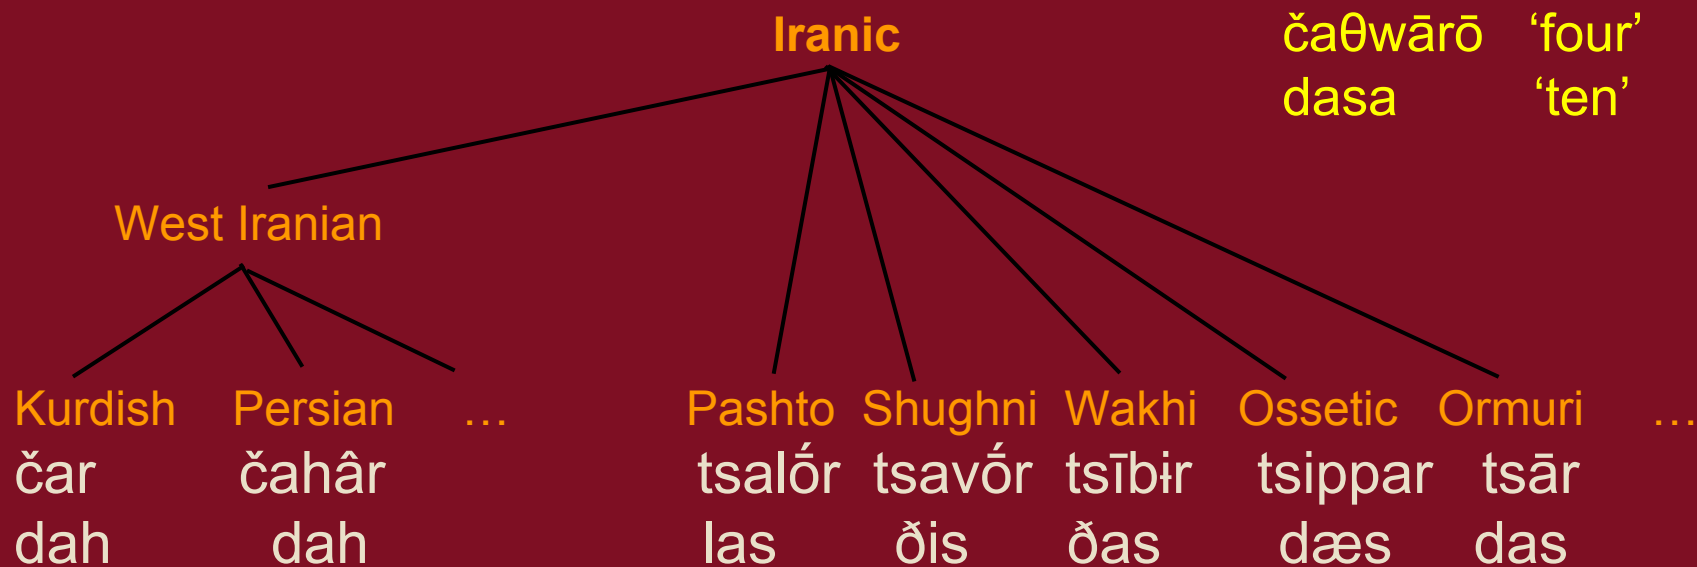 Iranic
čaθwārō ‘four’
dasa ‘ten’
West Iranian
Kurdish Persian … Pashto Shughni Wakhi Ossetic Ormuri …
čar čahâr tsalṓr tsavṓr tsībɨr tsippar tsār
dah dah las ðis ðas dæs das